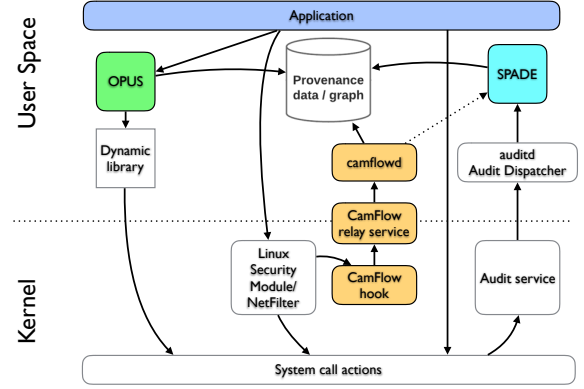 Application
User Space
OPUS
Provenance
data / graph
SPADE
Dynamic
library
camflowd
auditd
Audit Dispatcher
CamFlow
relay service
Kernel
Linux
Security
Module/
NetFilter
CamFlow
hook
Audit service
System call actions